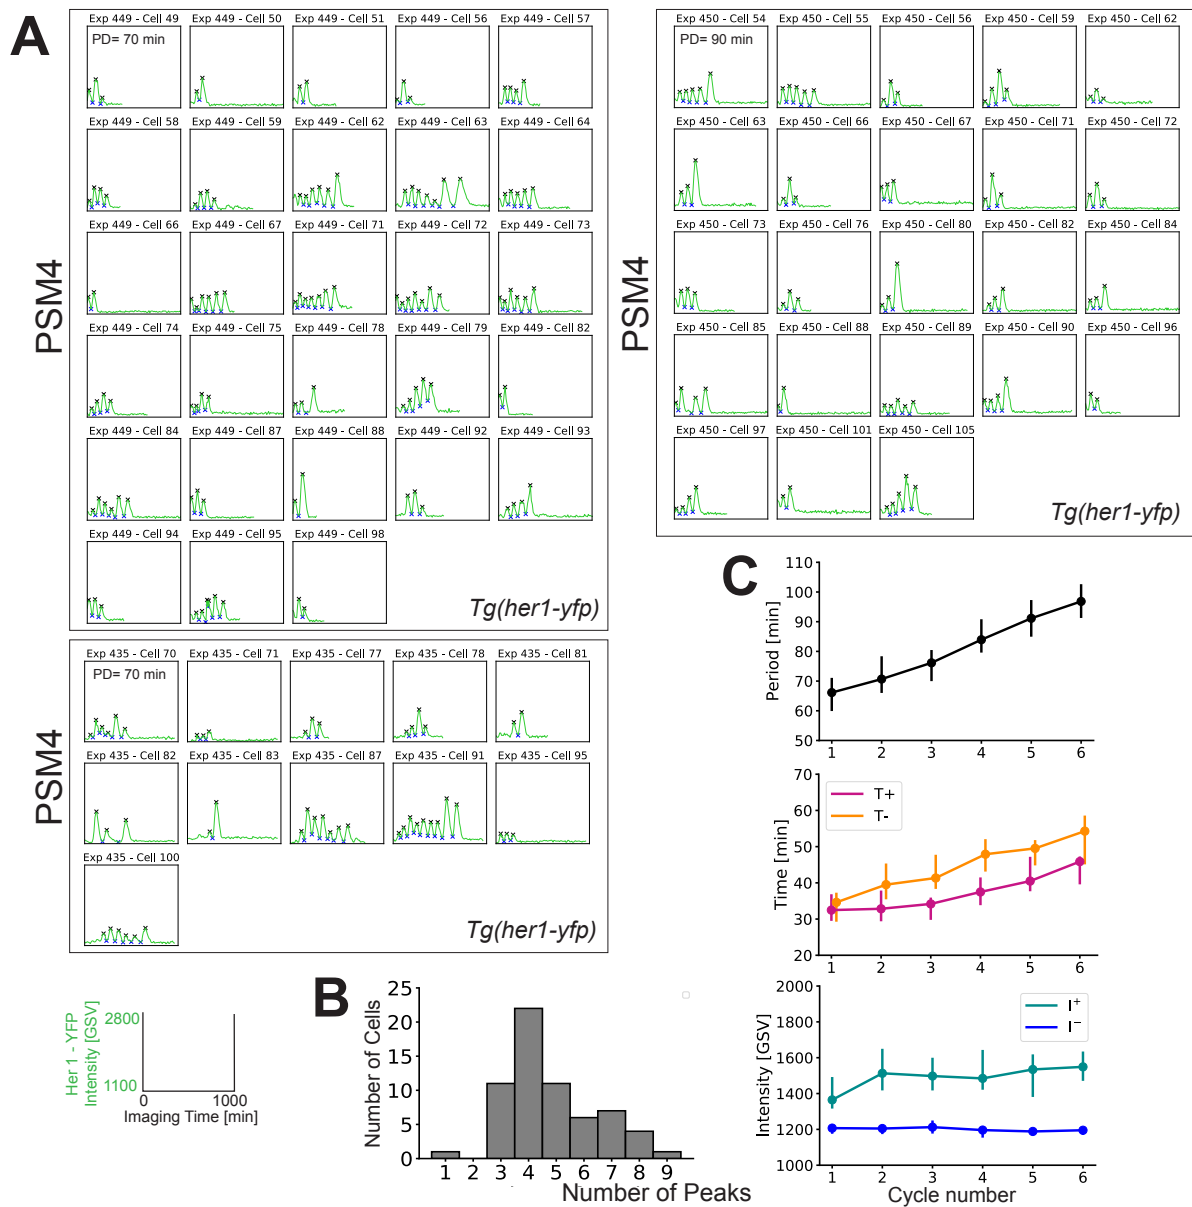 A
PSM4
Exp 449 - Cell 49
Exp 449 - Cell 50
Exp 449 - Cell 51
Exp 449 - Cell 56
Exp 449 - Cell 57
PD= 70 min
Exp 449 - Cell 58
Exp 449 - Cell 59
Exp 449 - Cell 62
Exp 449 - Cell 63
Exp 449 - Cell 64
Exp 449 - Cell 66
Exp 449 - Cell 67
Exp 449 - Cell 71
Exp 449 - Cell 72
Exp 449 - Cell 73
Exp 449 - Cell 74
Exp 449 - Cell 75
Exp 449 - Cell 78
Exp 449 - Cell 79
Exp 449 - Cell 82
Exp 449 - Cell 84
Exp 449 - Cell 87
Exp 449 - Cell 88
Exp 449 - Cell 92
Exp 449 - Cell 93
Exp 449 - Cell 94
Exp 449 - Cell 95
Exp 449 - Cell 98
Tg(her1-yfp)
PSM4
Exp 450 - Cell 54
Exp 450 - Cell 55
Exp 450 - Cell 56
Exp 450 - Cell 59
Exp 450 - Cell 62
PD= 90 min
Exp 450 - Cell 63
Exp 450 - Cell 66
Exp 450 - Cell 67
Exp 450 - Cell 71
Exp 450 - Cell 72
Exp 450 - Cell 73
Exp 450 - Cell 76
Exp 450 - Cell 80
Exp 450 - Cell 82
Exp 450 - Cell 84
Exp 450 - Cell 85
Exp 450 - Cell 88
Exp 450 - Cell 89
Exp 450 - Cell 90
Exp 450 - Cell 96
Exp 450 - Cell 97
Exp 450 - Cell 101
Exp 450 - Cell 105
Tg(her1-yfp)
PSM4
Exp 435 - Cell 70
Exp 435 - Cell 71
Exp 435 - Cell 77
Exp 435 - Cell 78
Exp 435 - Cell 81
PD= 70 min
Exp 435 - Cell 82
Exp 435 - Cell 83
Exp 435 - Cell 87
Exp 435 - Cell 91
Exp 435 - Cell 95
Exp 435 - Cell 100
Tg(her1-yfp)
Her 1 - YFP
Intensity [GSV]
2800
1100
0
1000
Imaging Time [min]
B
Number of Cells
25
20
15
10
5
0
1 2 3 4 5 6 7 8 9
Number of Peaks
C
Period [min]
110
100
90
80
70
60
50
1 2 3 4 5 6
Time [min]
70
60
50
40
30
20
T+
T-
1 2 3 4 5 6
Intensity [GSV]
2000
1800
1600
1400
1200
1000
I+
I−
1 2 3 4 5 6
Cycle number